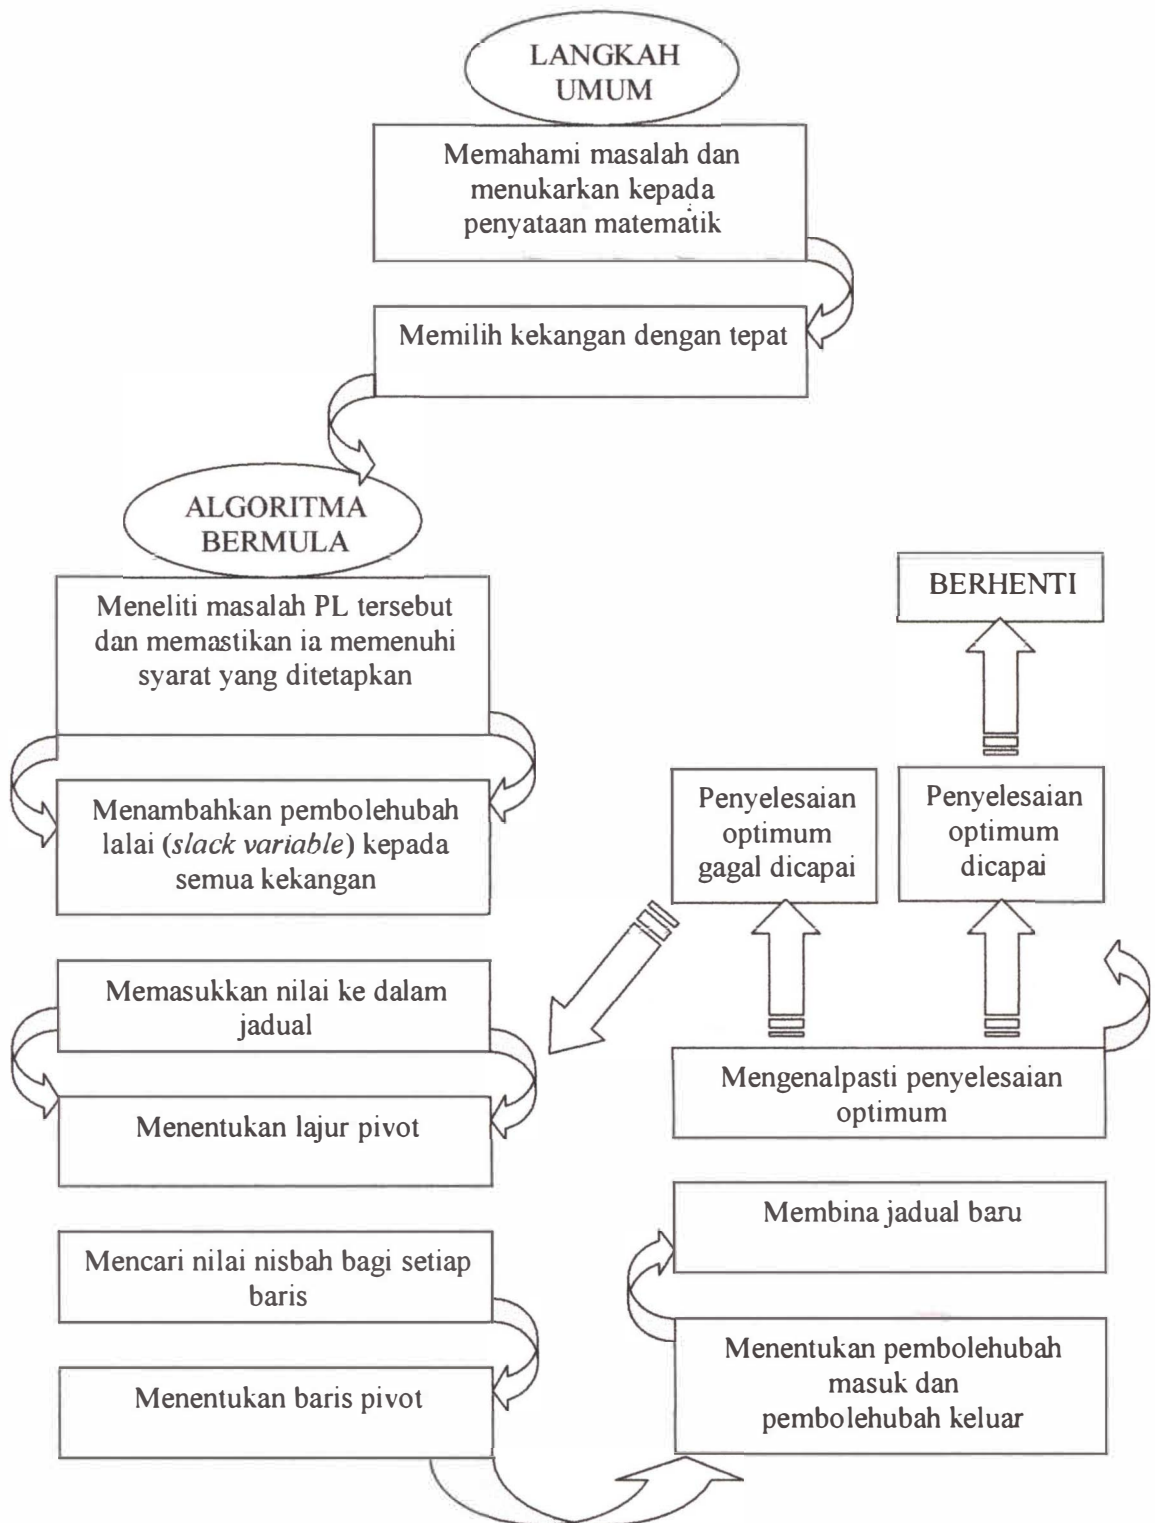 LANGKAH
UMUM
Memahami masalah dan
menukarkan kepada
penyataan matematik
Memilih kekangan dengan tepat
ALGORITMA
BERMULA
Meneliti masalah PL tersebut
dan memastikan ia memenuhi
syarat yang ditetapkan
Menambahkan pembolehubah
lalai (slack variable) kepada
semua kekangan
Memasukkan nilai ke dalam
jadual
Menentukan lajur pivot
Mencari nilai nisbah bagi setiap
baris
Menentukan baris pivot
Menentukan pembolehubah
masuk dan
pembolehubah keluar
Membina jadual baru
Mengenalpasti penyelesaian
optimum
Penyelesaian
optimum
gagal dicapai
Penyelesaian
optimum
dicapai
BERHENTI